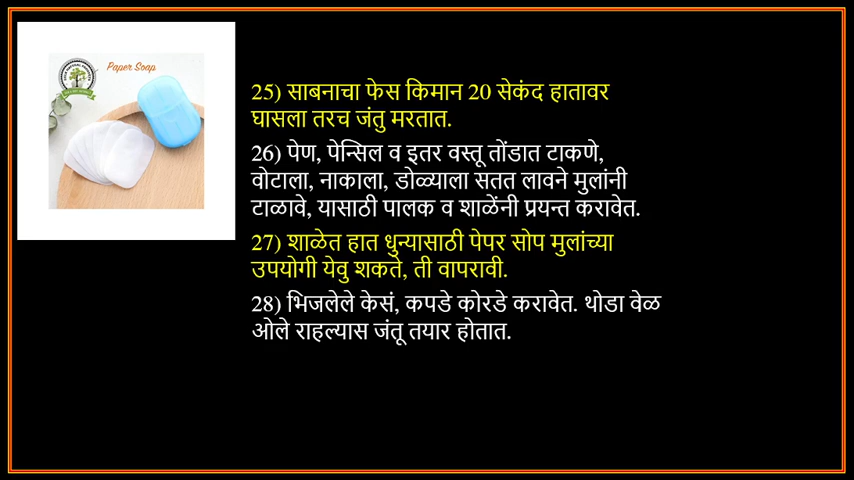 Paper Soap
25) साबनाचा फेस किमान 20 सेकंद हातावर
घासला तरच जंतु मरतात.
26) पेण, पेन्सिल व इतर वस्तू तोंडात टाकणे,
वोटाला, नाकाला, डोळ्याला सतत लावने मुलांनी
टाळावे, यासाठी पालक व शाळेंनी प्रयन्त करावेत.
27) शाळेत हात धुन्यासाठी पेपर सोप मुलांच्या
उपयोगी येवु शकते, ती वापरावी.
28) भिजलेले केसं, कपडे कोरडे करावेत. थोडा वेळ
ओले राहल्यास जंतू तयार होतात.